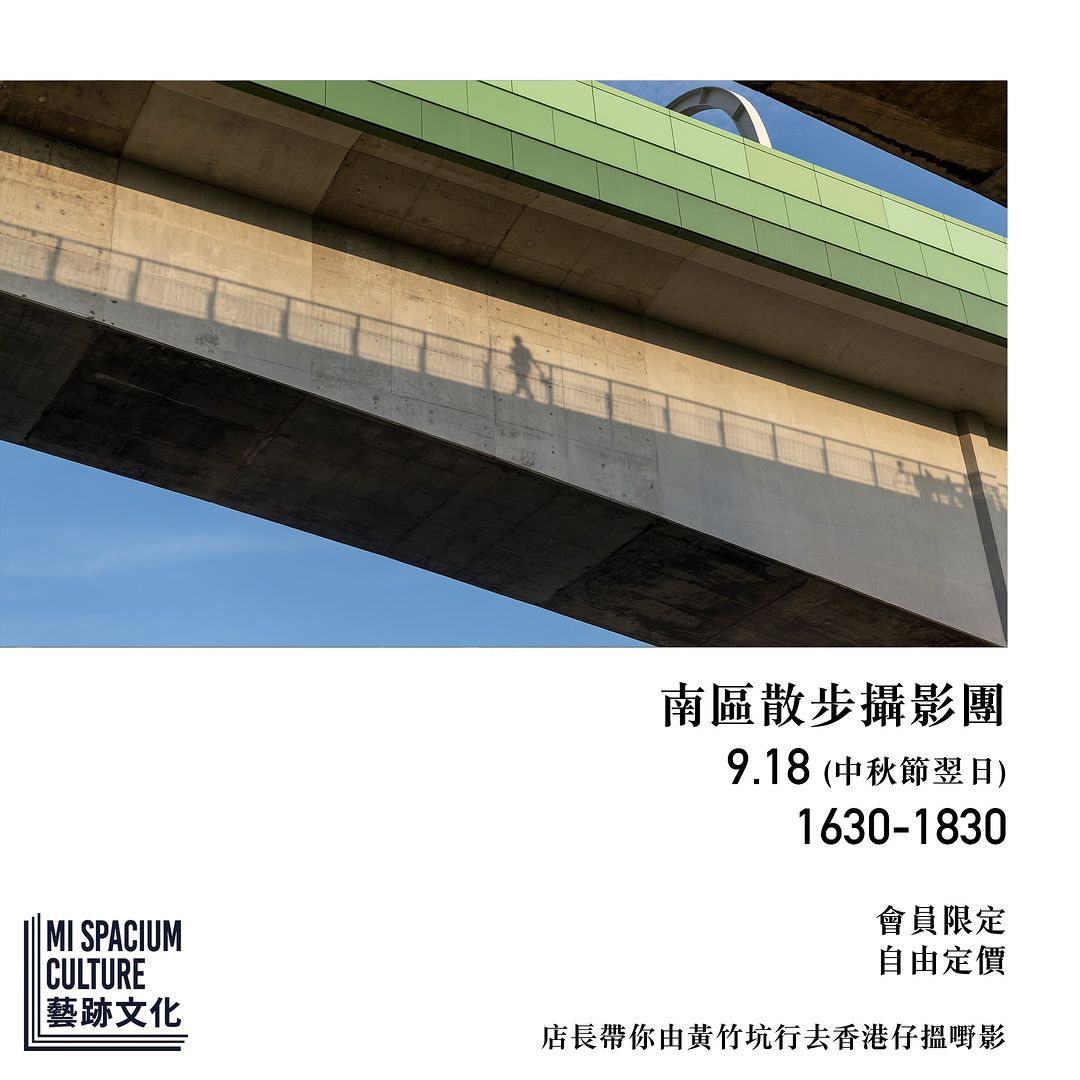 南區散步攝影團
9.18 (中秋節翌日)
1630-1830
會員限定
自由定價
MI SPACIUM
CULTURE
藝跡文化
店長帶你由黃竹坑行去香港仔搵嘢影